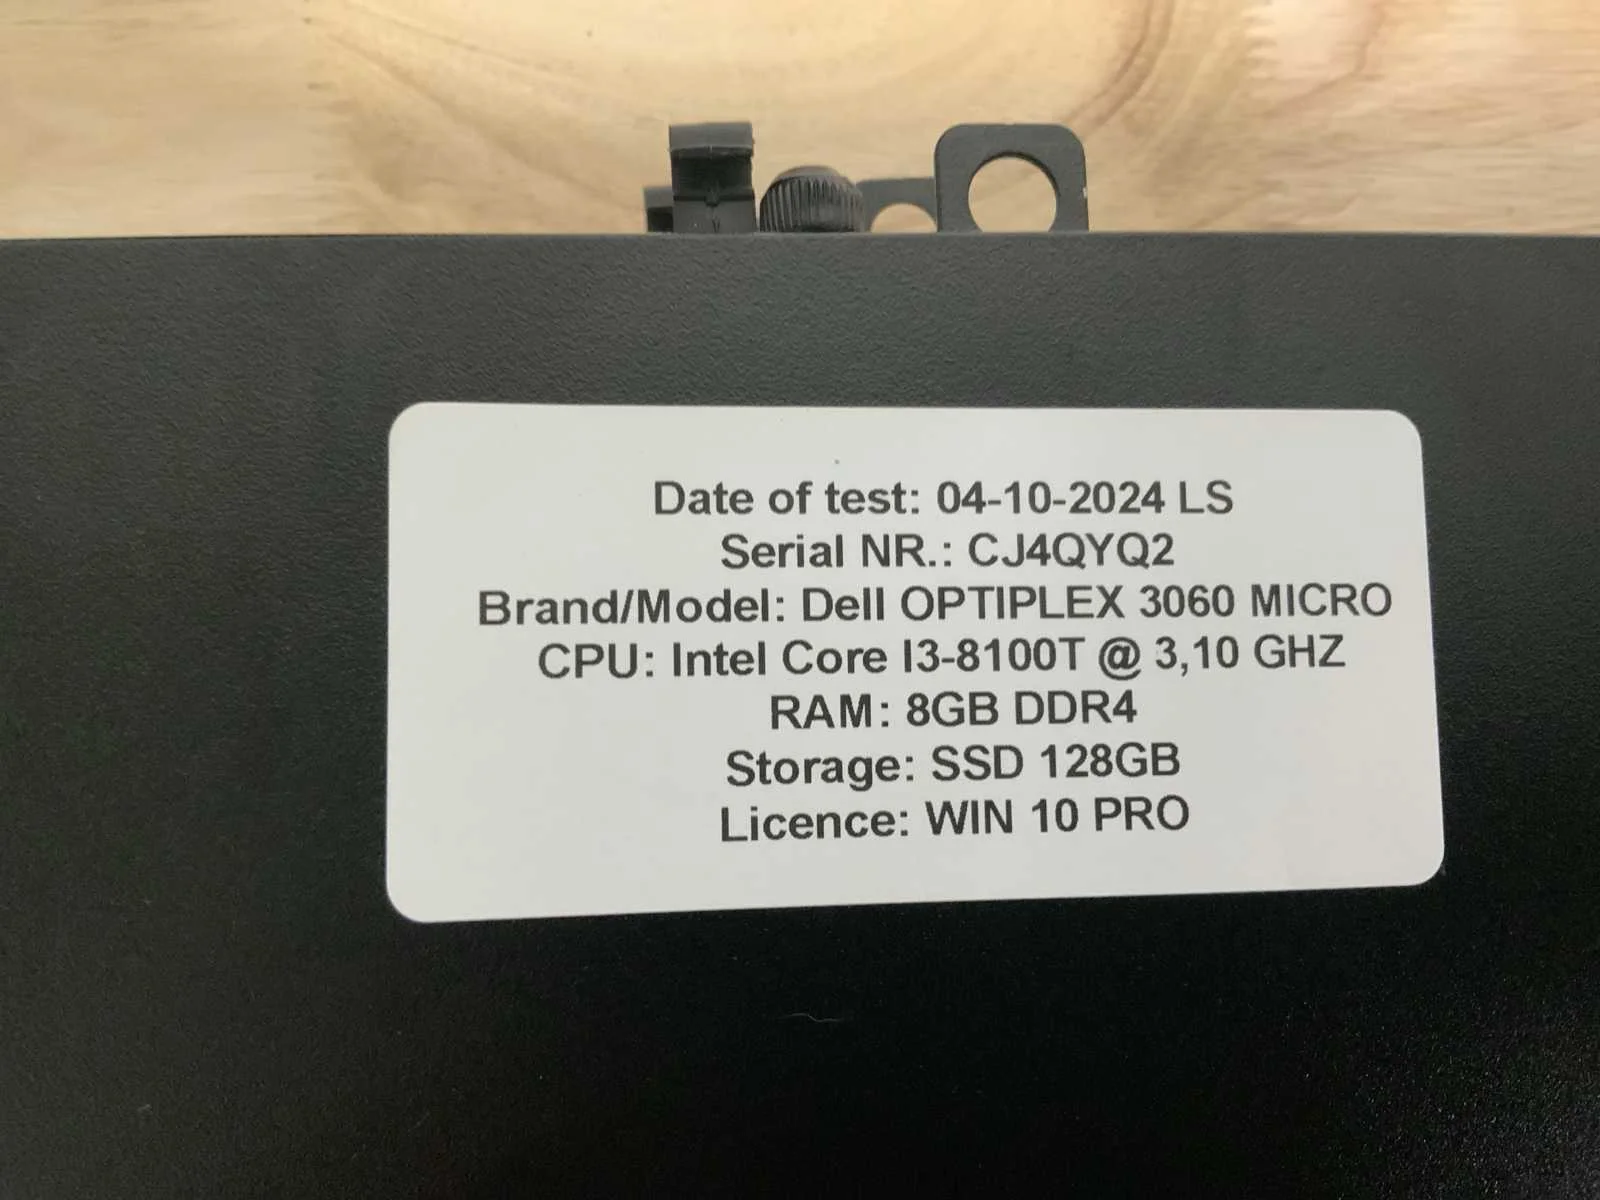 Date of test: 04-10-2024 LS
Serial NR.: CJ4QYQ2
Brand/Model: Dell OPTIPLEX 3060 MICRO
CPU: Intel Core I3-8100T @ 3,10 GHZ
RAM: 8GB DDR4
Storage: SSD 128GB
Licence: WIN 10 PRO